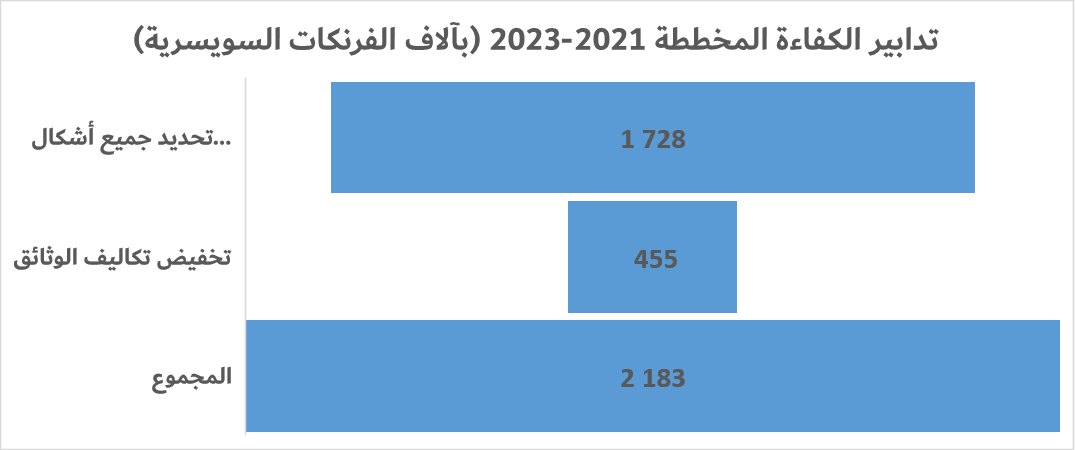 تدابير الكفاءة المخططة 2021-2023 (بآلاف الفرنكات السويسرية)
تحديد جميع أشكال...
1 728
تخفيض تكاليف الوثائق
455
المجموع
2 183